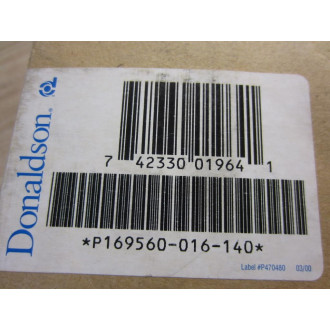 Donaldson®
7 42330 01964 1
*P169560-016-140*
Label #P470480 03/00